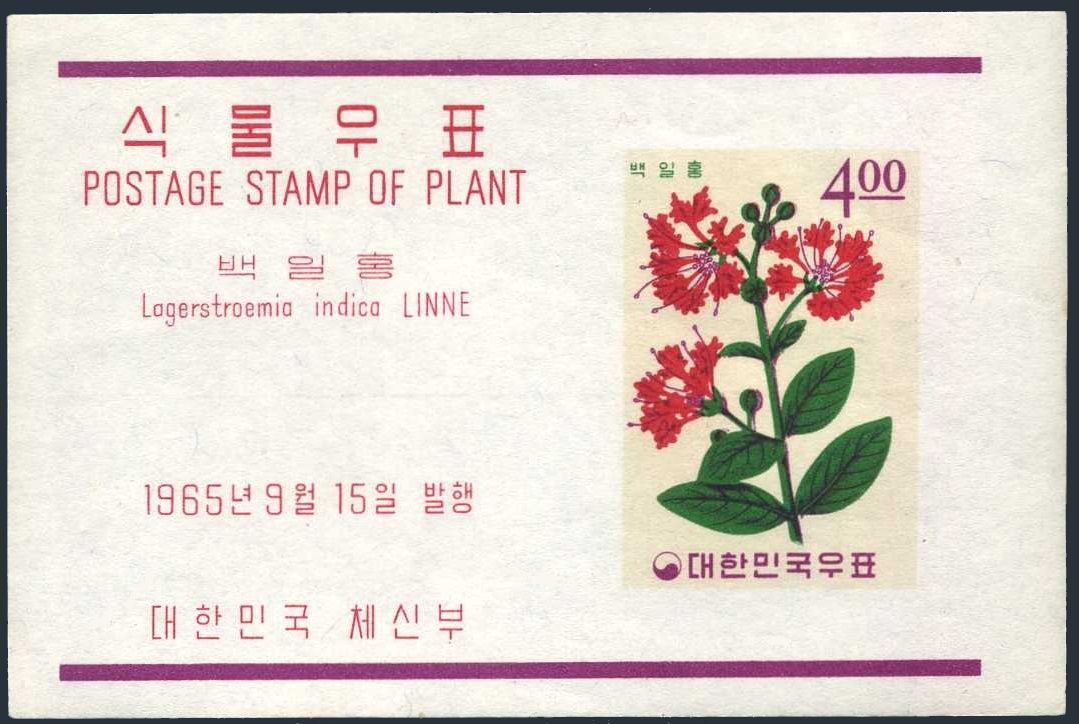 식물우표
POSTAGE STAMP OF PLANT
백일홍
Lagerstroemia indica LINNE
1965년 9월 15일 발행
대한민국 체신부
백일홍
4.00
대한민국우표